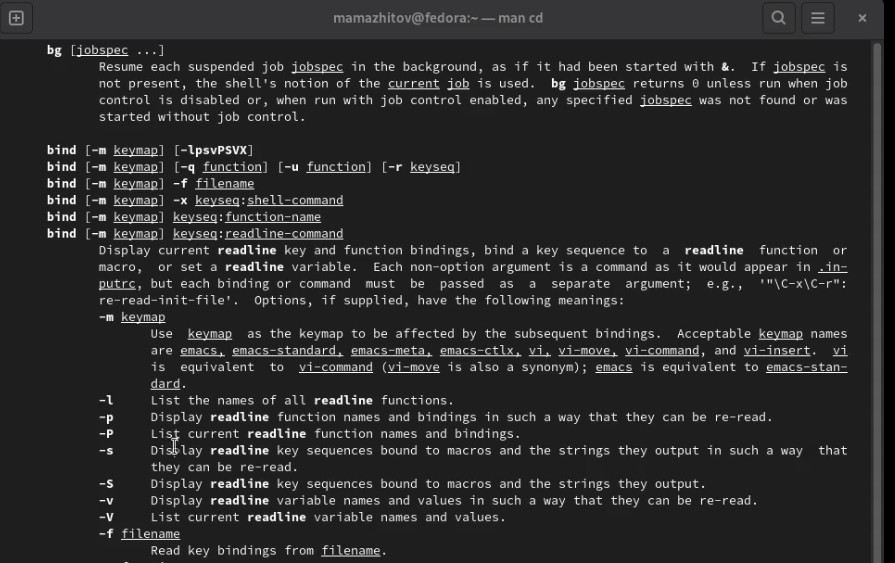 mamazhitov@fedora:~ — man cd
bg [jobspec ...]
Resume each suspended job jobspec in the background, as if it had been started with &. If jobspec is
not present, the shell's notion of the current job is used. bg jobspec returns 0 unless run when job
control is disabled or, when run with job control enabled, any specified jobspec was not found or was
started without job control.
bind [-m keymap] [-lpsvPSVX]
bind [-m keymap] [-q function] [-u function] [-r keyseq]
bind [-m keymap] -f filename
bind [-m keymap] -x keyseq:shell-command
bind [-m keymap] keyseq:function-name
bind [-m keymap] keyseq:readline-command
Display current readline key and function bindings, bind a key sequence to a readline function or
macro, or set a readline variable. Each non-option argument is a command as it would appear in .in-
putrc, but each binding or command must be passed as a separate argument; e.g., '"\C-x\C-r":
re-read-init-file'. Options, if supplied, have the following meanings:
-m keymap
Use keymap as the keymap to be affected by the subsequent bindings. Acceptable keymap names
are emacs, emacs-standard, emacs-meta, emacs-ctlx, vi, vi-move, vi-command, and vi-insert. vi
is equivalent to vi-command (vi-move is also a synonym); emacs is equivalent to emacs-stan-
dard.
-l List the names of all readline functions.
-p Display readline function names and bindings in such a way that they can be re-read.
-P List current readline function names and bindings.
-s Display readline key sequences bound to macros and the strings they output in such a way that
they can be re-read.
-S Display readline key sequences bound to macros and the strings they output.
-v Display readline variable names and values in such a way that they can be re-read.
-V List current readline variable names and values.
-f filename
Read key bindings from filename.